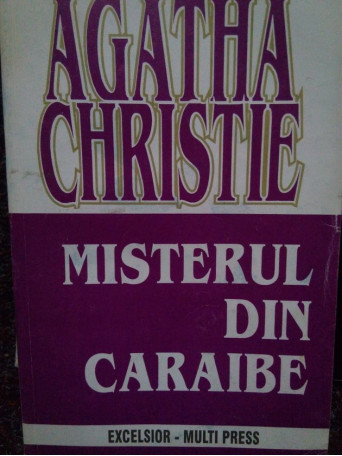 AGATHA
CHRISTIE
MISTERUL
DIN
CARAIBE
EXCELSIOR - MULTI PRESS